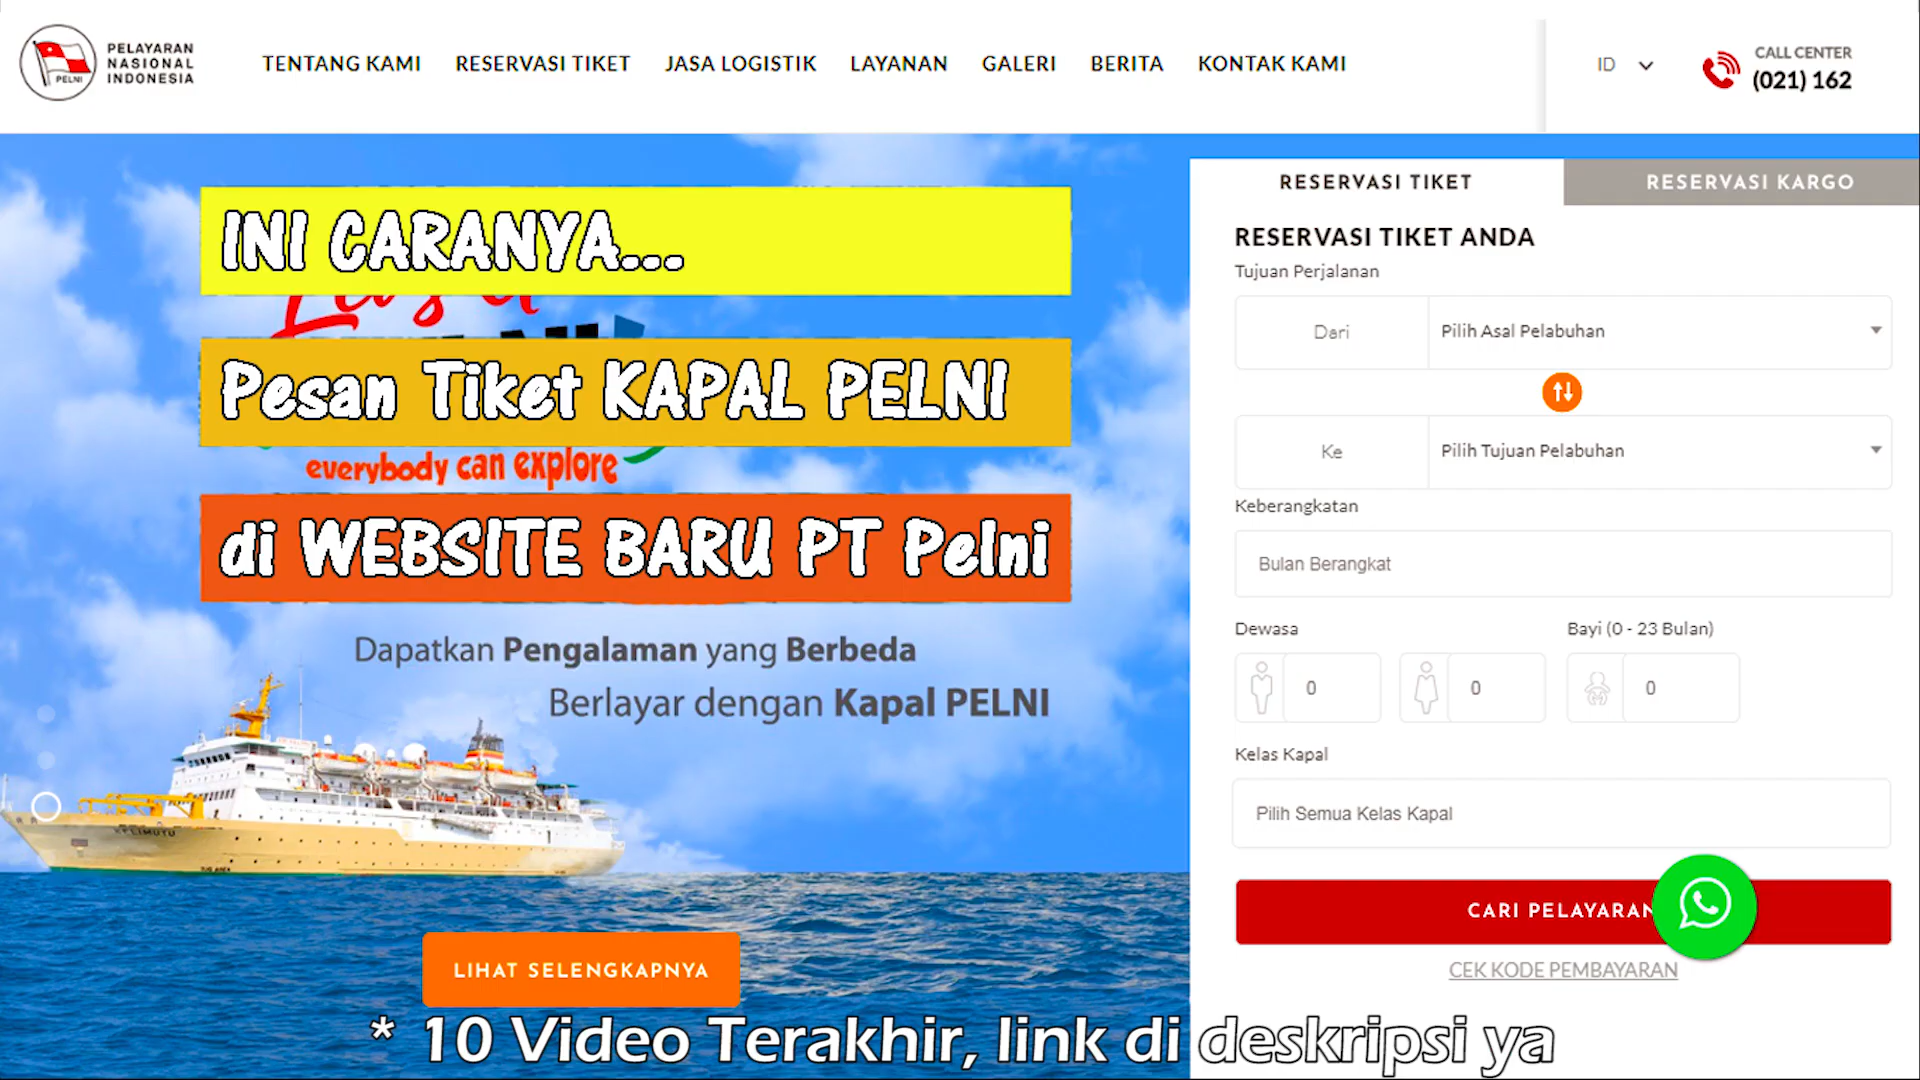 PELAYARAN
NASIONAL
INDONESIA
PELNI
TENTANG KAMI
RESERVASI TIKET
JASA LOGISTIK
LAYANAN
GALERI
BERITA
KONTAK KAMI
ID
CALL CENTER
(021) 162
INI CARANYA...
Pesan Tiket KAPAL PELNI
everybody can explore
di WEBSITE BARU PT Pelni
Dapatkan Pengalaman yang Berbeda
Berlayar dengan Kapal PELNI
KELIMUTU
LIHAT SELENGKAPNYA
RESERVASI TIKET
RESERVASI KARGO
RESERVASI TIKET ANDA
Tujuan Perjalanan
Dari
Pilih Asal Pelabuhan
Ke
Pilih Tujuan Pelabuhan
Keberangkatan
Bulan Berangkat
Dewasa
Bayi (0 - 23 Bulan)
0
0
0
Kelas Kapal
Pilih Semua Kelas Kapal
CARI PELAYARAN
CEK KODE PEMBAYARAN
* 10 Video Terakhir, link di deskripsi ya